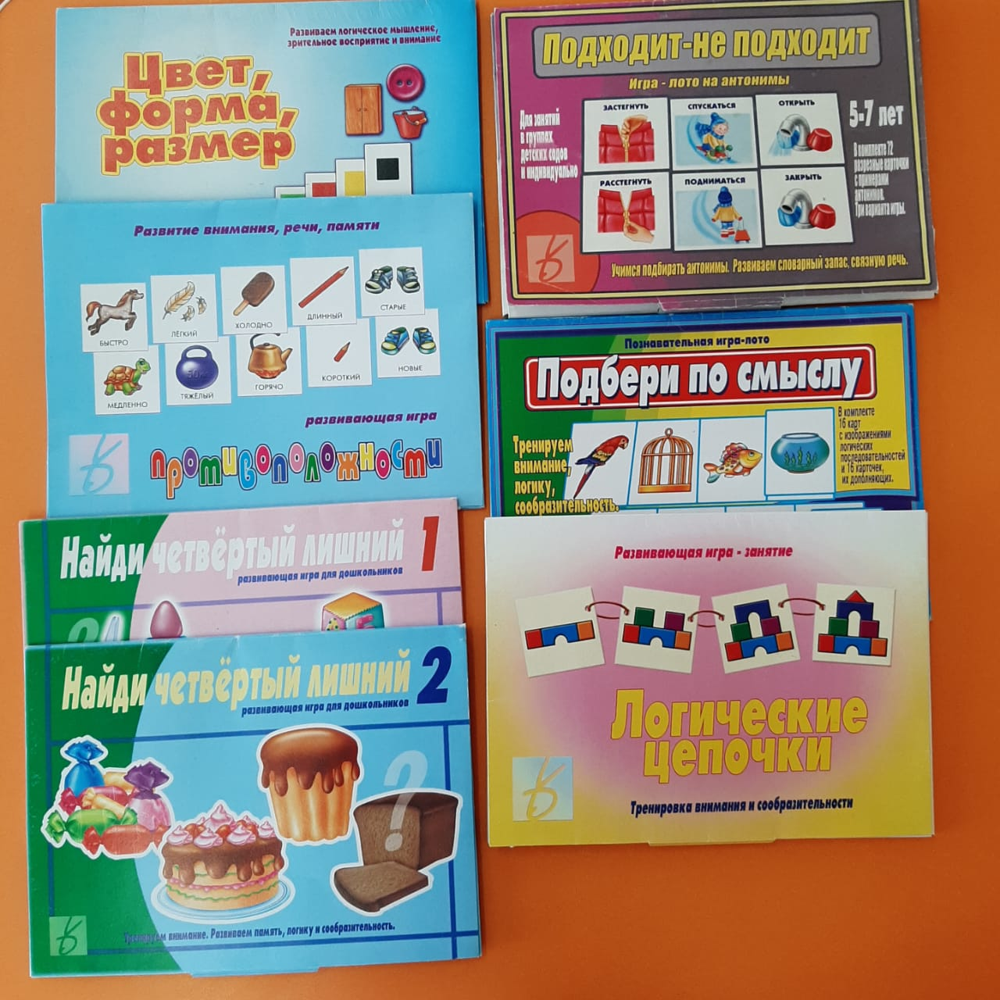 Развиваем логическое мышление,
зрительное восприятие и внимание
Цвет,
форма,
размер
Развитие внимания, речи, памяти
БЫСТРО
ЛЁГКИЙ
ХОЛОДНО
ДЛИННЫЙ
СТАРЫЕ
МЕДЛЕННО
ТЯЖЁЛЫЙ
ГОРЯЧО
КОРОТКИЙ
НОВЫЕ
развивающая игра
противоположности
Найди четвёртый лишний 1
развивающая игра для дошкольников
Найди четвёртый лишний 2
развивающая игра для дошкольников
?
Тренируем внимание. Развиваем память, логику и сообразительность.
Подходит-не подходит
Игра - лото на антонимы
Для занятий
в группах
детских садов
и индивидуально
ЗАСТЕГНУТЬ
СПУСКАТЬСЯ
ОТКРЫТЬ
РАССТЕГНУТЬ
ПОДНИМАТЬСЯ
ЗАКРЫТЬ
5-7 лет
В комплекте 72
разрезные карточки
с примерами
антонимов.
Три варианта игры.
Учимся подбирать антонимы. Развиваем словарный запас, связную речь.
Познавательная игра-лото
Подбери по смыслу
Тренируем
внимание,
логику,
сообразительность.
В комплекте
16 карт
с изображениями
логических
последовательностей
и 16 карточек,
их дополняющих.
Развивающая игра - занятие
Логические
цепочки
Тренировка внимания и сообразительности